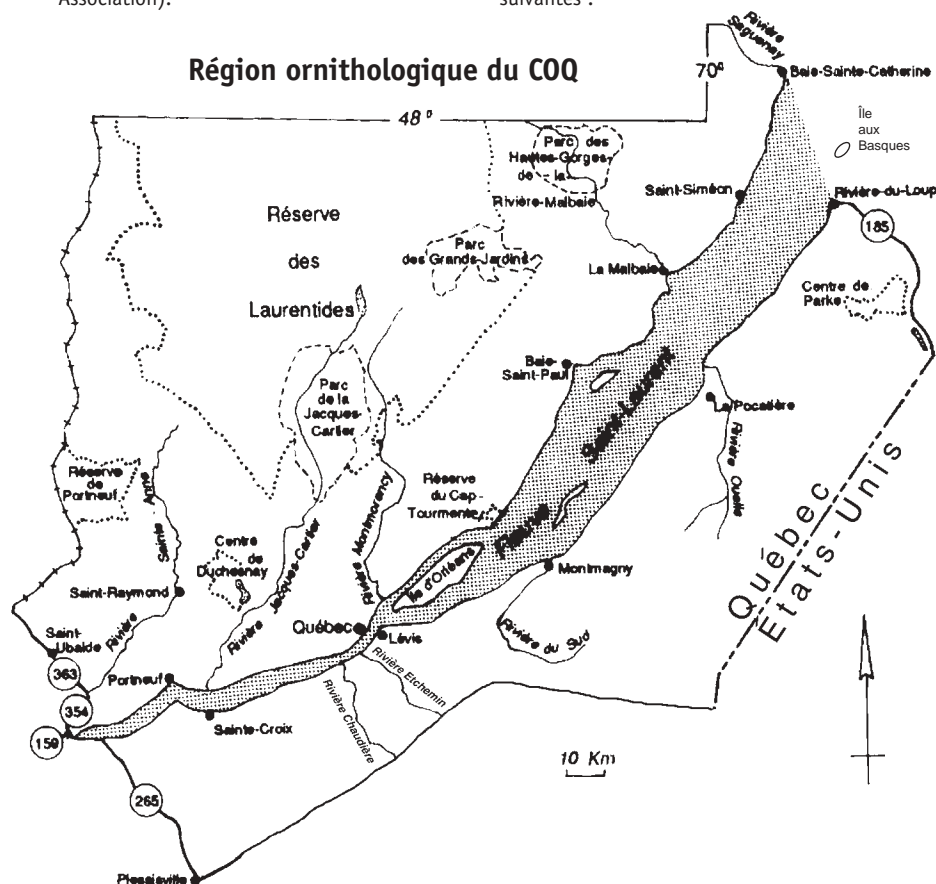 Association).
suivantes :
Région ornithologique du COQ
Rivière
Saguenay
70°
Baie-Sainte-Catherine
48°
Île
aux
Basques
Parc des
Hautes-Gorges-
de - la -
Rivière-Malbaie
Saint-Siméon
Rivière-du-Loup
185
Réserve
des
Laurentides
Parc
des Grands-Jardins
La Malbaie
Centre de
Parke
Baie-
Saint-Paul
Parc
de la
Jacques-
Cartier
La Pocatière
Fleuve Saint-Laurent
Rivière Ouelle
Réserve
de
Portneuf
Rivière Sainte Anne
Réserve
du Cap-
Tourmente
Rivière Montmorency
Centre
de
Duchesnay
Rivière Jacques-Cartier
Île d'Orléans
Montmagny
Québec
États-Unis
Saint-Raymond
Québec
Lévis
Rivière du Sud
Saint-
Ubalde
363
Portneuf
Rivière Etchemin
354
Sainte-Croix
Rivière Chaudière
159
10 Km
265
Plessisville